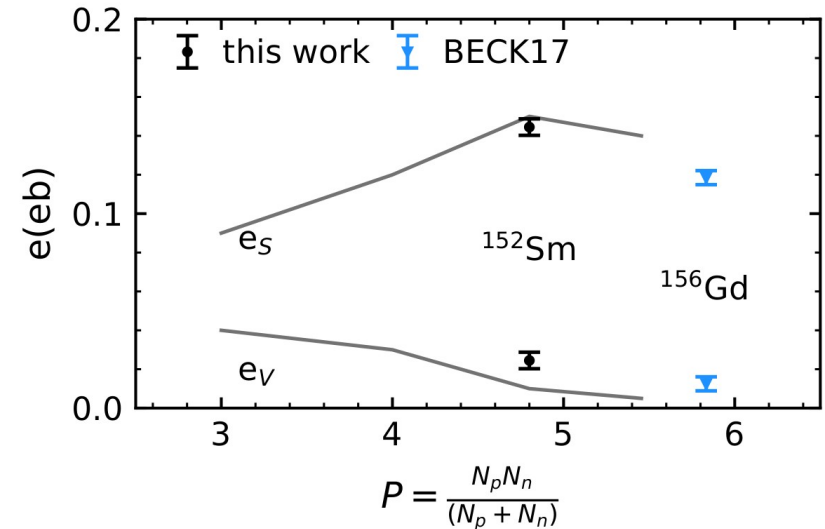 0.2
this work BECK17
e(eb)
0.1
e_S
¹⁵²Sm
¹⁵⁶Gd
e_V
0.0
3 4 5 6
P = N_pN_n / (N_p + N_n)